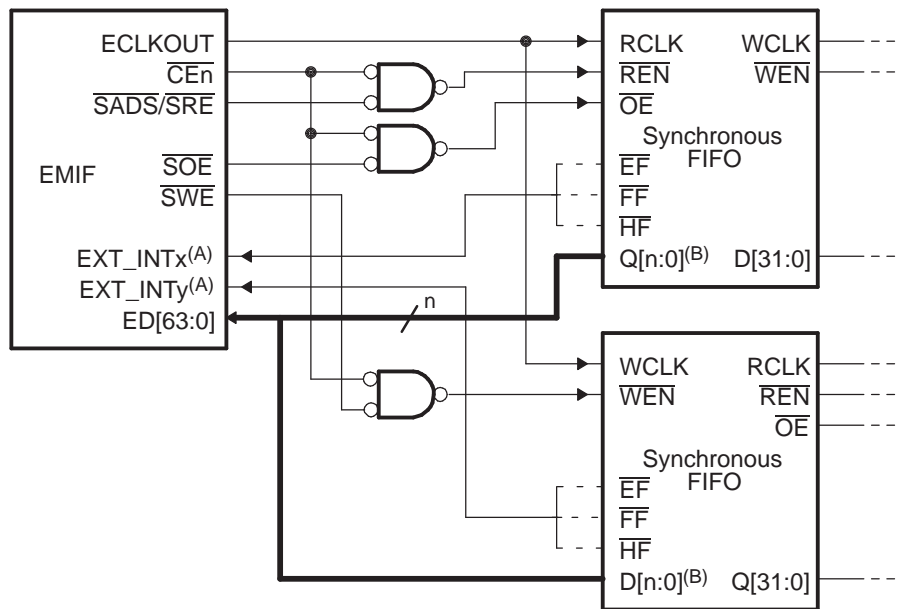 ECLKOUT
CEn
SADS/SRE
EMIF
SOE
SWE
EXT_INTx(A)
EXT_INTy(A)
ED[63:0]
n
RCLK WCLK
REN WEN
OE
Synchronous
FIFO
EF
FF
HF
Q[n:0](B) D[31:0]
WCLK RCLK
WEN REN
OE
Synchronous
FIFO
EF
FF
HF
D[n:0](B) Q[31:0]